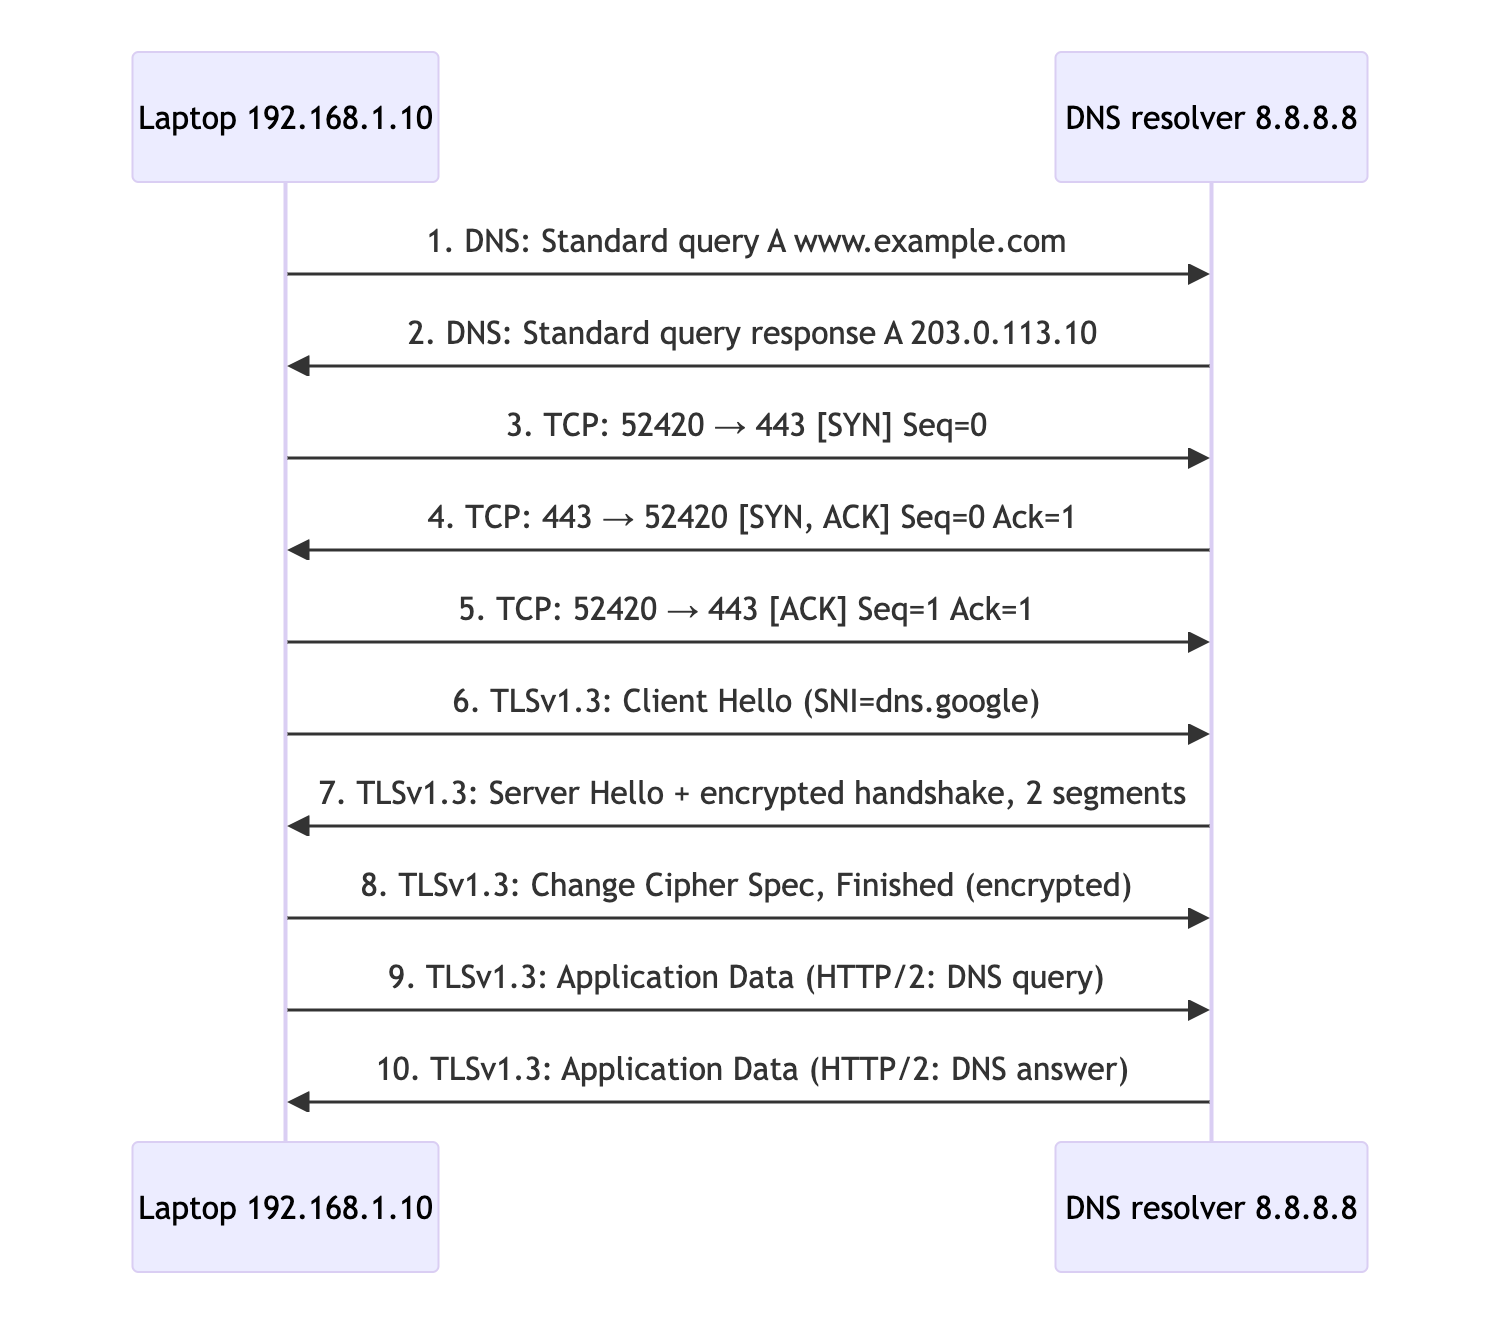 Laptop 192.168.1.10
DNS resolver 8.8.8.8
1. DNS: Standard query A www.example.com
2. DNS: Standard query response A 203.0.113.10
3. TCP: 52420 → 443 [SYN] Seq=0
4. TCP: 443 → 52420 [SYN, ACK] Seq=0 Ack=1
5. TCP: 52420 → 443 [ACK] Seq=1 Ack=1
6. TLSv1.3: Client Hello (SNI=dns.google)
7. TLSv1.3: Server Hello + encrypted handshake, 2 segments
8. TLSv1.3: Change Cipher Spec, Finished (encrypted)
9. TLSv1.3: Application Data (HTTP/2: DNS query)
10. TLSv1.3: Application Data (HTTP/2: DNS answer)
Laptop 192.168.1.10
DNS resolver 8.8.8.8